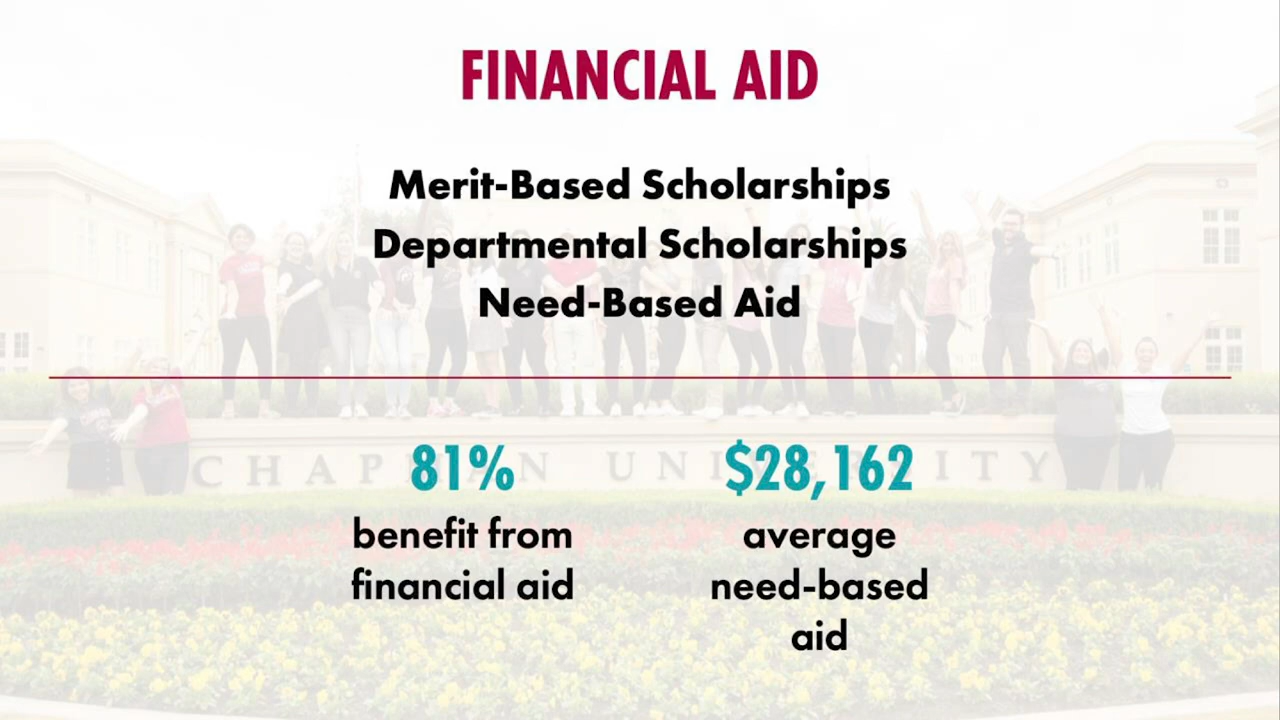 FINANCIAL AID
Merit-Based Scholarships
Departmental Scholarships
Need-Based Aid
81%
benefit from
financial aid
$28,162
average
need-based
aid